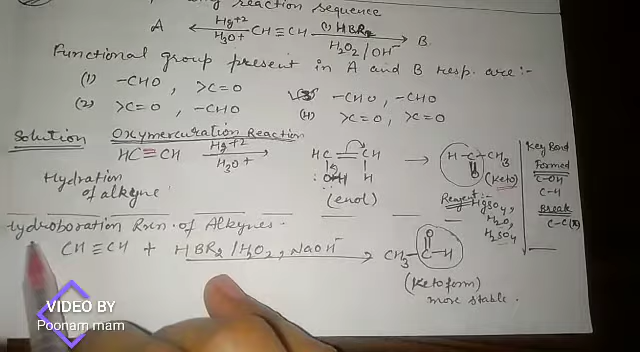 reaction sequence
A ←Hg+2/H3O+ CH≡CH (1) HBR2/H2O2/OH- → B.
Functional group present in A and B resp. are:-
(1) -CHO, >C=O (3) -CHO, -CHO
(2) >C=O, -CHO (4) >C=O, >C=O
Solution Oxymercuration Reaction
HC≡CH Hg+2/H3O+ → HC=CH → H-C-CH3
O
(Keto)
Hydration of alkyne
:OH H
(enol)
Reagent:-
HgSO4,
H2O,
H2SO4
Key Bond
Formed
C-OH
C-H
Break
C-C(π)
Hydroboration Rxn. of Alkynes.
CH≡CH + HBR2/H2O2, NaOH → CH3-C-H
O
(Keto form)
more stable.
VIDEO BY
Poonam mam